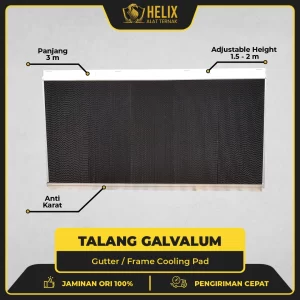 HELIX
ALAT TERNAK
Panjang
3 m
Adjustable Height
1.5 - 2 m
Anti
Karat
TALANG GALVALUM
Gutter / Frame Cooling Pad
JAMINAN ORI 100%
PENGIRIMAN CEPAT